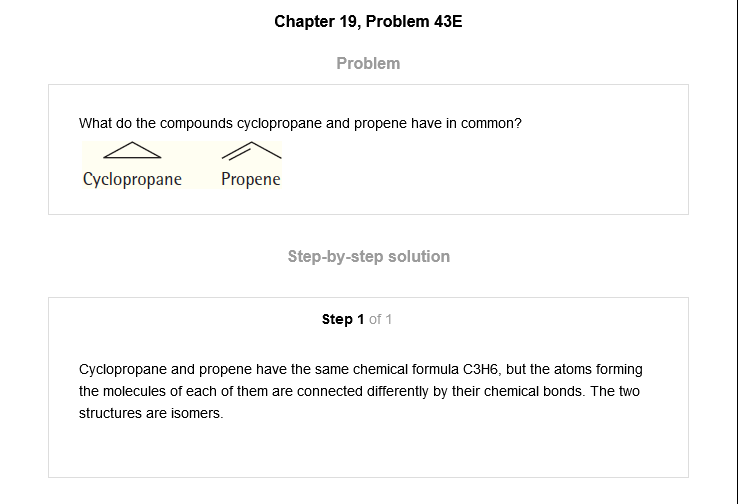 Chapter 19, Problem 43E
Problem
What do the compounds cyclopropane and propene have in common?
Cyclopropane Propene
Step-by-step solution
Step 1 of 1
Cyclopropane and propene have the same chemical formula C3H6, but the atoms forming
the molecules of each of them are connected differently by their chemical bonds. The two
structures are isomers.